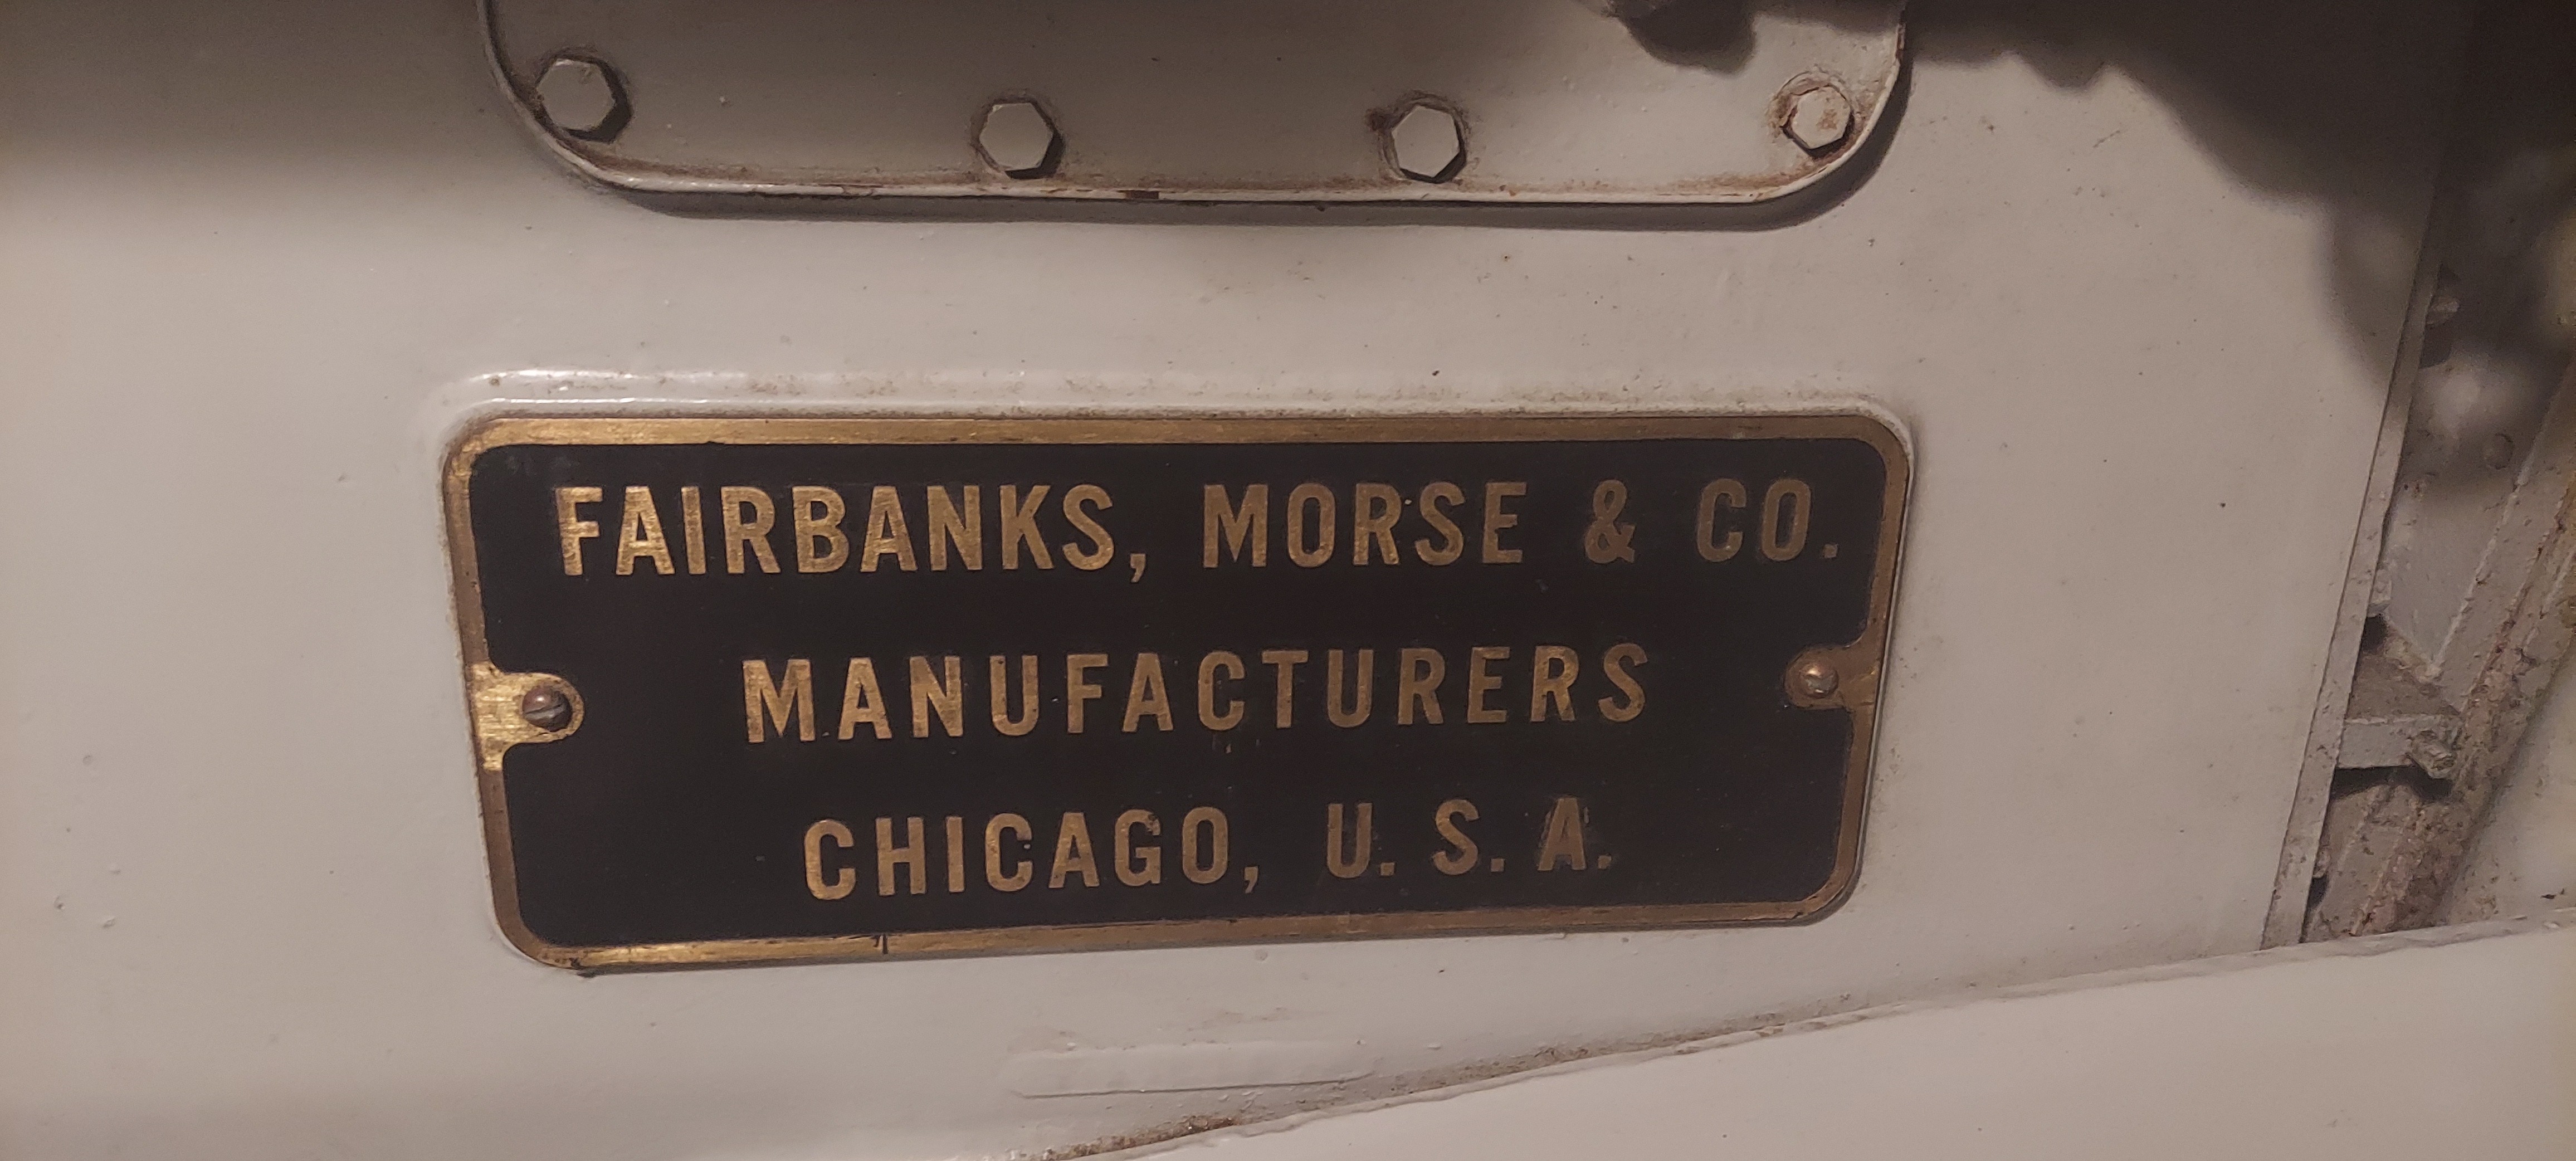 FAIRBANKS, MORSE & CO.
MANUFACTURERS
CHICAGO, U. S. A.